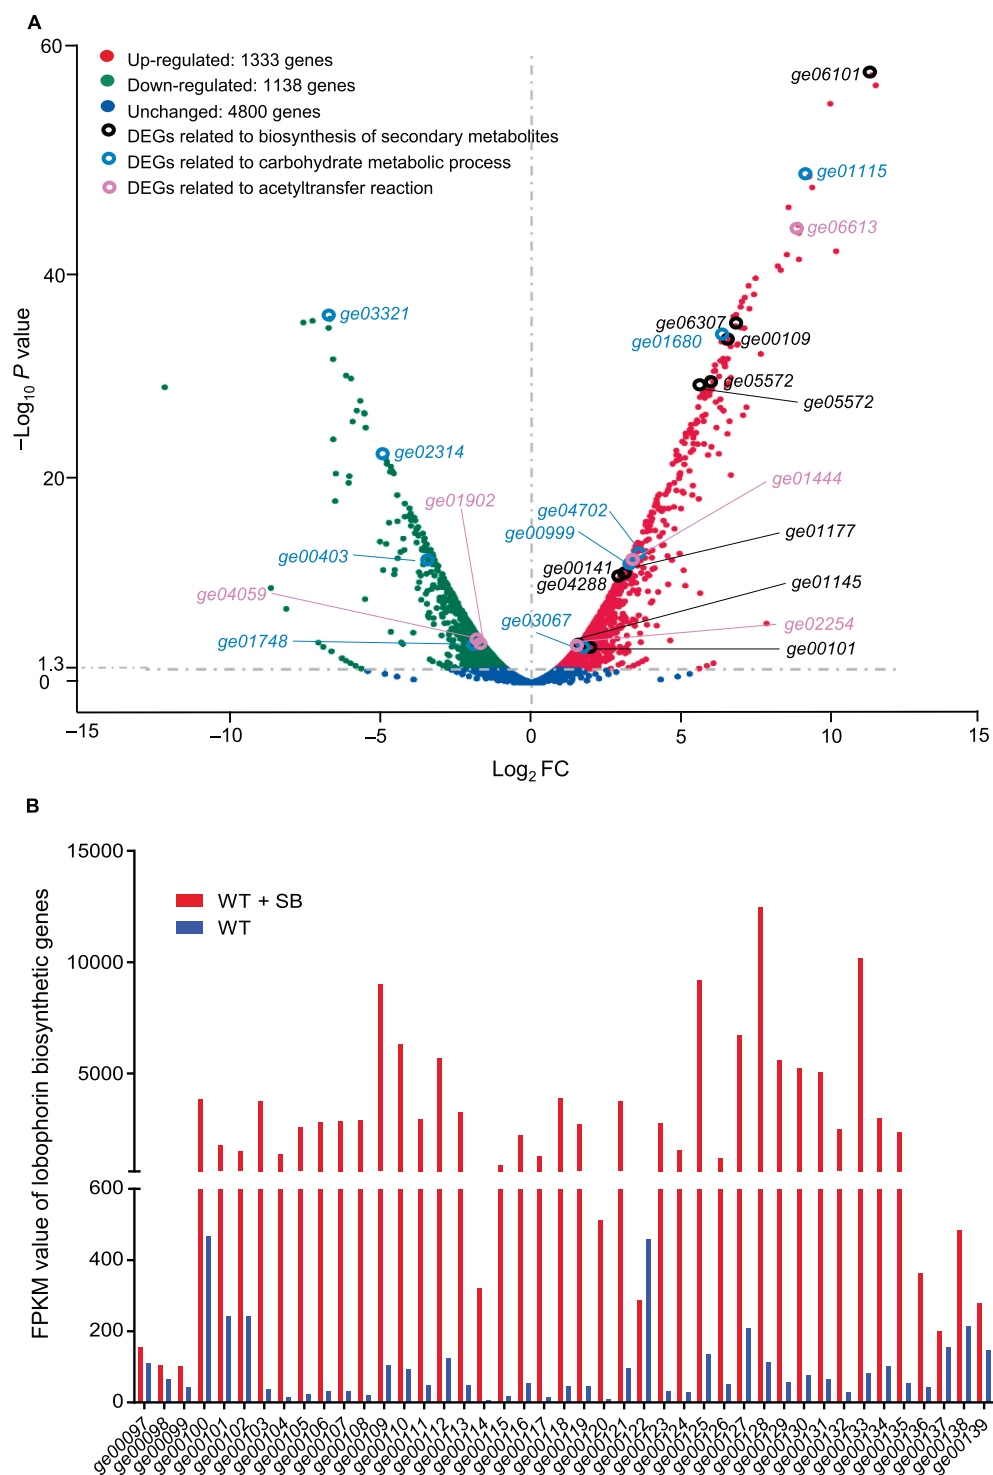 A
60
40
20
1.3
0
−Log10 P value
Up-regulated: 1333 genes
Down-regulated: 1138 genes
Unchanged: 4800 genes
DEGs related to biosynthesis of secondary metabolites
DEGs related to carbohydrate metabolic process
DEGs related to acetyltransfer reaction
ge06101
ge01115
ge06613
ge03321
ge06307
ge01680
ge00109
ge05572
ge05572
ge02314
ge01902
ge01444
ge04702
ge00999
ge01177
ge00403
ge00141
ge04288
ge01145
ge04059
ge03067
ge02254
ge01748
ge00101
−15
−10
−5
0
5
10
15
Log2 FC
B
15000
10000
5000
600
400
200
0
FPKM value of lobophorin biosynthetic genes
WT + SB
WT
ge00097
ge00098
ge00099
ge00100
ge00101
ge00102
ge00103
ge00104
ge00105
ge00106
ge00107
ge00108
ge00109
ge00110
ge00111
ge00112
ge00113
ge00114
ge00115
ge00116
ge00117
ge00118
ge00119
ge00120
ge00121
ge00122
ge00123
ge00124
ge00125
ge00126
ge00127
ge00128
ge00129
ge00130
ge00131
ge00132
ge00133
ge00134
ge00135
ge00136
ge00137
ge00138
ge00139